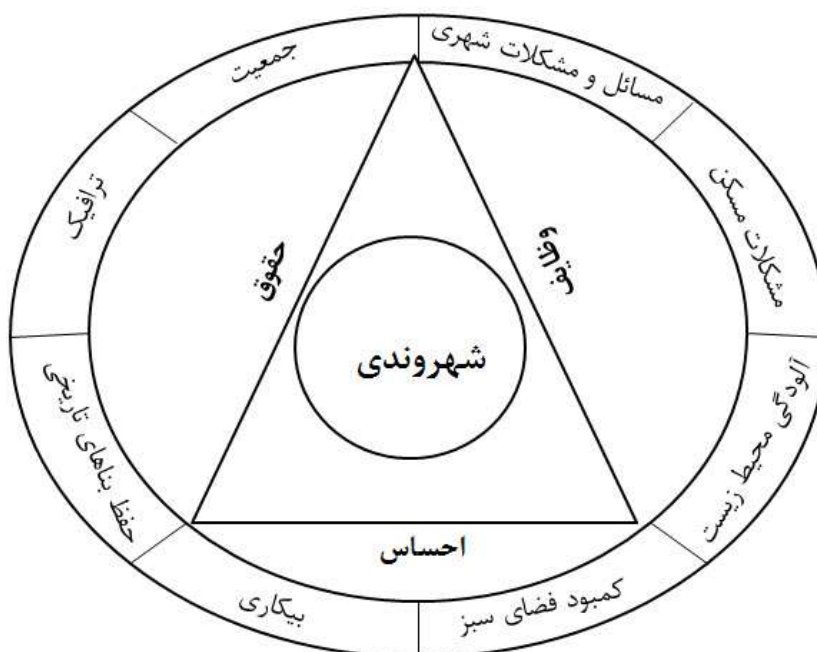 مسائل و مشکلات شهری
مشکلات مسکن
آلودگی محیط زیست
کمبود فضای سبز
بیکاری
حفظ بناهای تاریخی
ترافیک
جمعیت
وظایف
حقوق
شهروندی
احساس